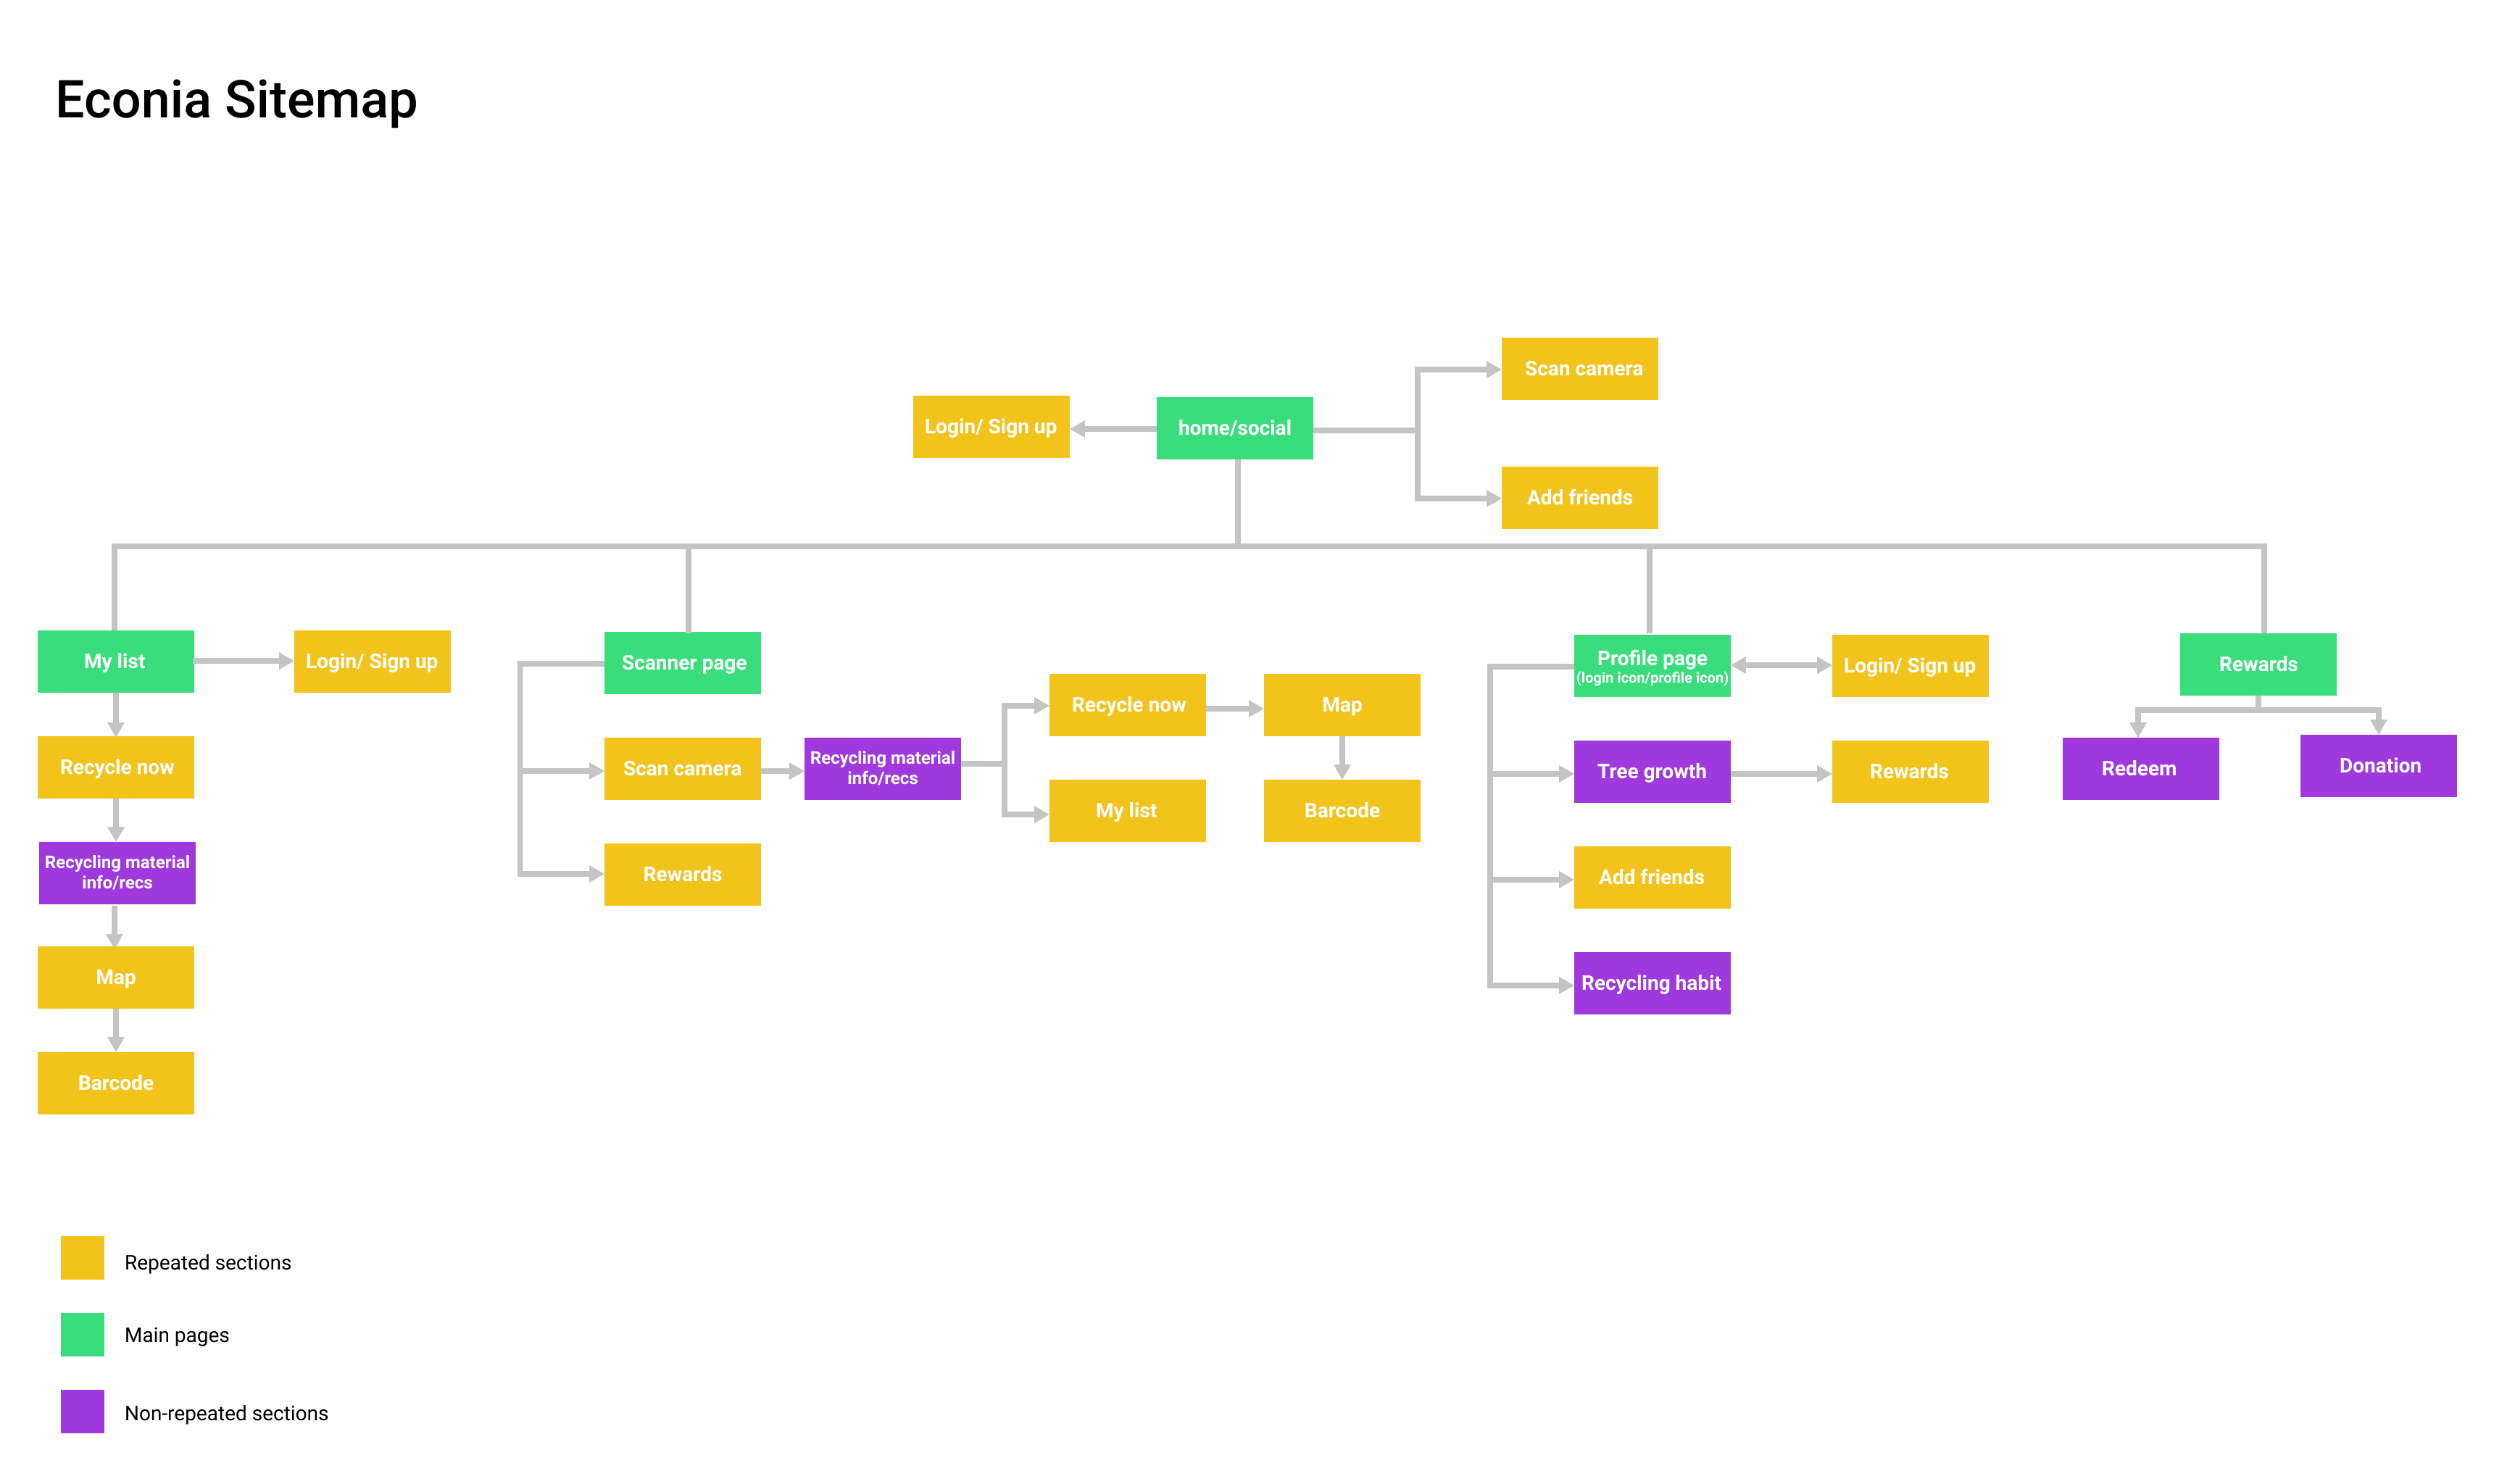 Econia Sitemap
Scan camera
Login/ Sign up
home/social
Add friends
My list
Login/ Sign up
Recycle now
Recycling material
info/recs
Map
Barcode
Scanner page
Scan camera
Rewards
Recycling material
info/recs
Recycle now
My list
Map
Barcode
Profile page
(login icon/profile icon)
Login/ Sign up
Tree growth
Rewards
Add friends
Recycling habit
Rewards
Redeem
Donation
Repeated sections
Main pages
Non-repeated sections